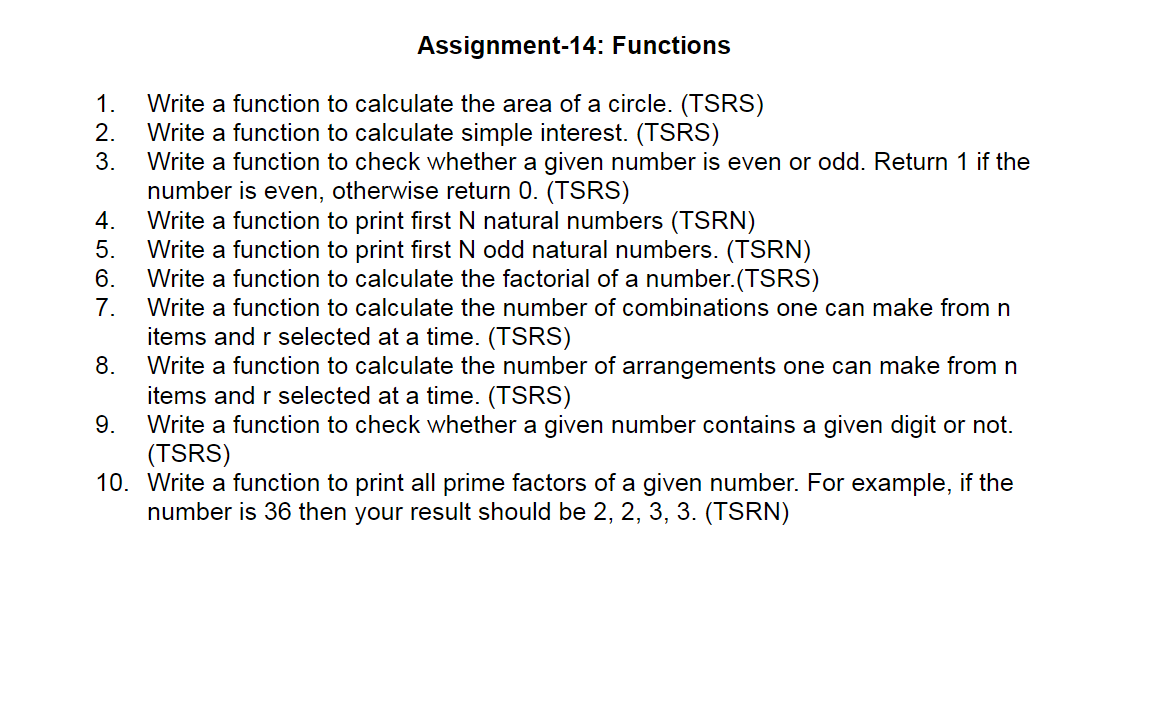 Assignment-14: Functions
1. Write a function to calculate the area of a circle. (TSRS)
2. Write a function to calculate simple interest. (TSRS)
3. Write a function to check whether a given number is even or odd. Return 1 if the
number is even, otherwise return 0. (TSRS)
4. Write a function to print first N natural numbers (TSRN)
5. Write a function to print first N odd natural numbers. (TSRN)
6. Write a function to calculate the factorial of a number.(TSRS)
7. Write a function to calculate the number of combinations one can make from n
items and r selected at a time. (TSRS)
8. Write a function to calculate the number of arrangements one can make from n
items and r selected at a time. (TSRS)
9. Write a function to check whether a given number contains a given digit or not.
(TSRS)
10. Write a function to print all prime factors of a given number. For example, if the
number is 36 then your result should be 2, 2, 3, 3. (TSRN)